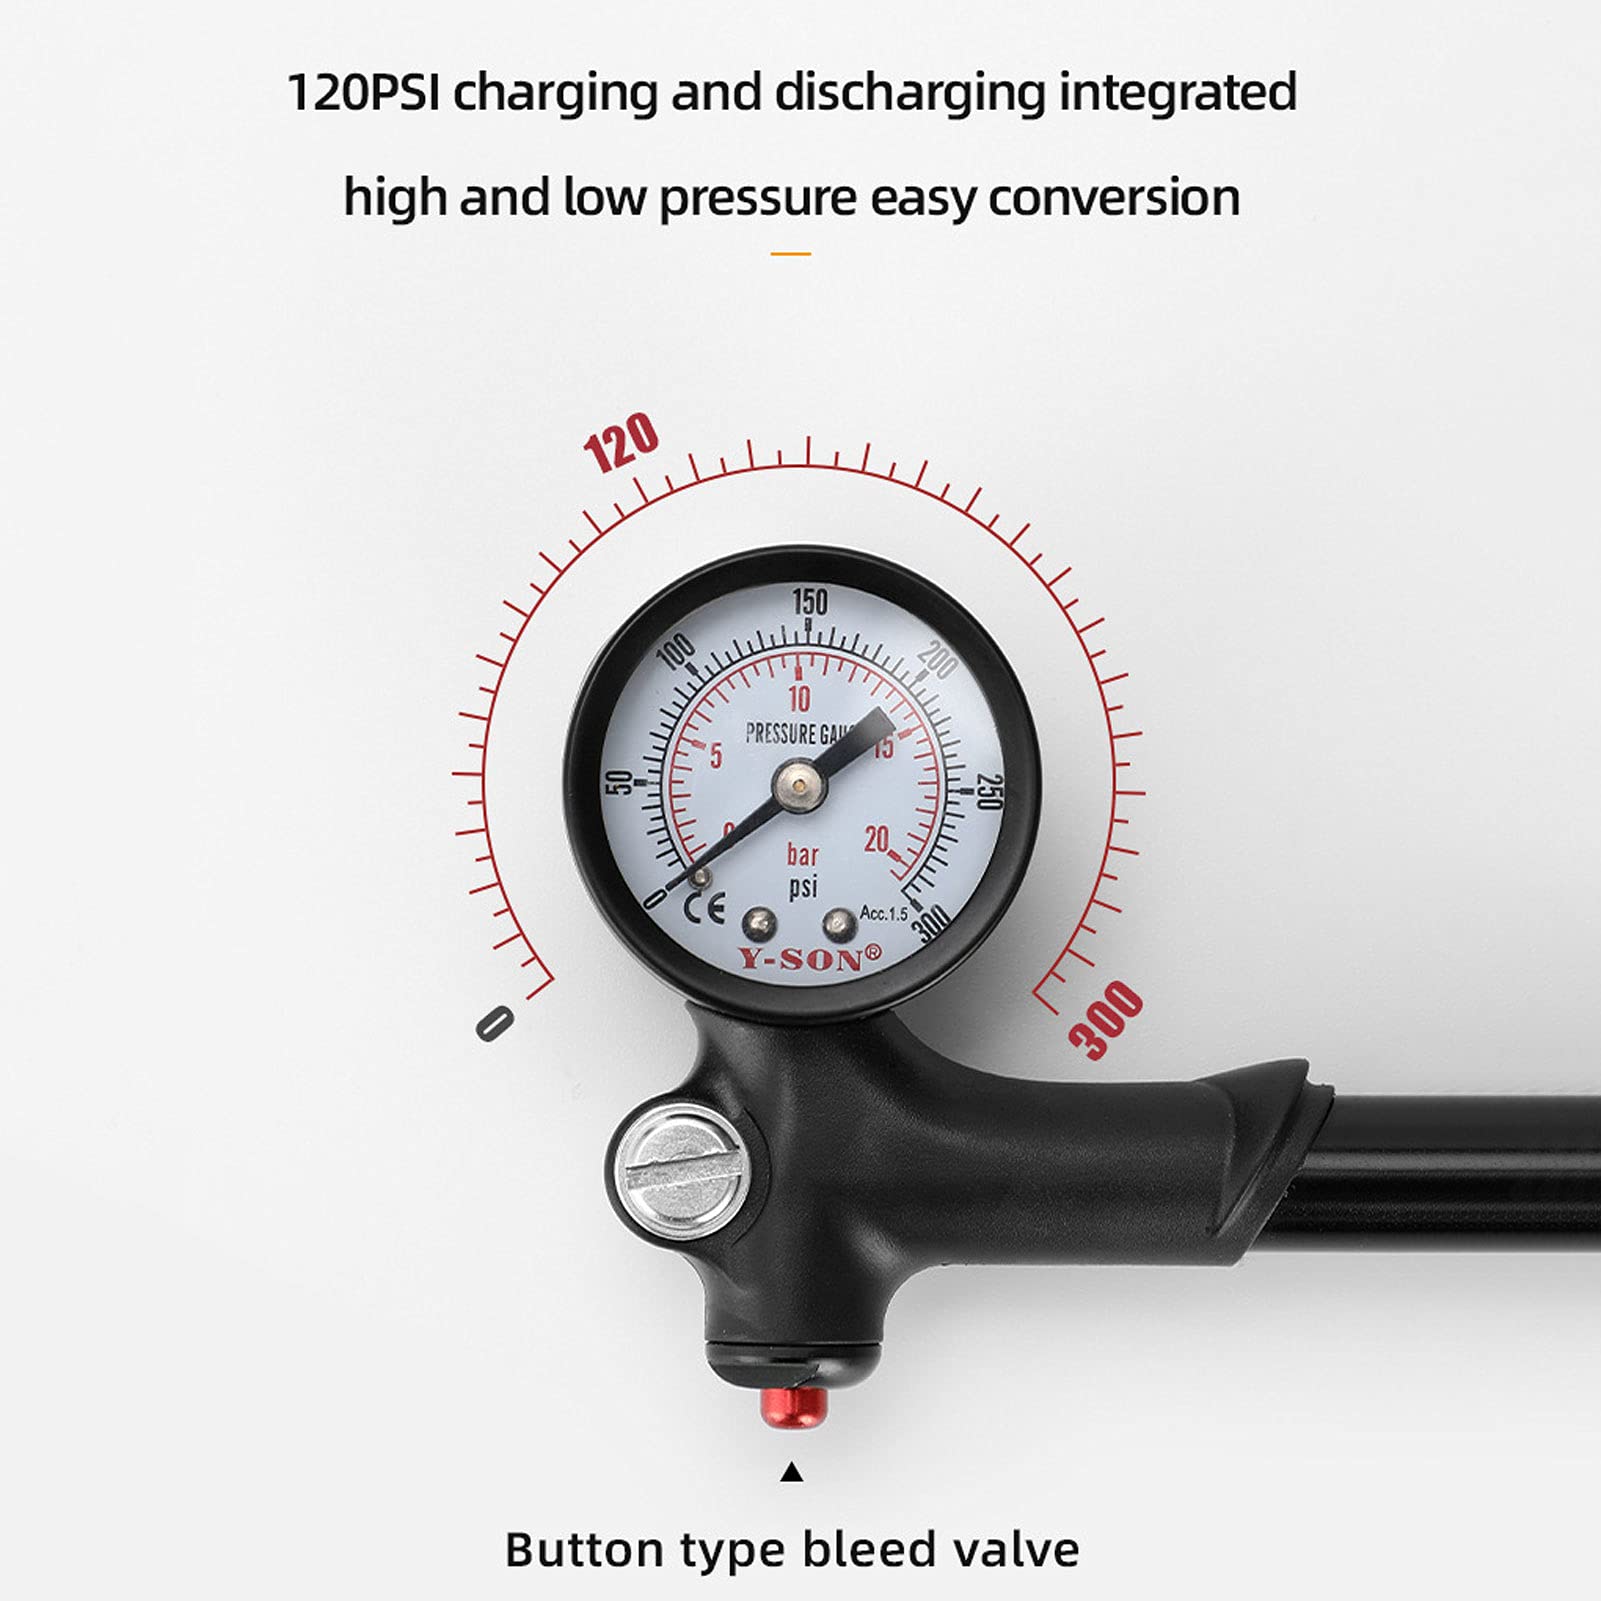 120PSI charging and discharging integrated
high and low pressure easy conversion
120
150
100
200
10
PRESSURE
5
15
50
250
0
20
bar
psi
0
CE
Acc.1.5
300
Y-SON®
0
300
Button type bleed valve